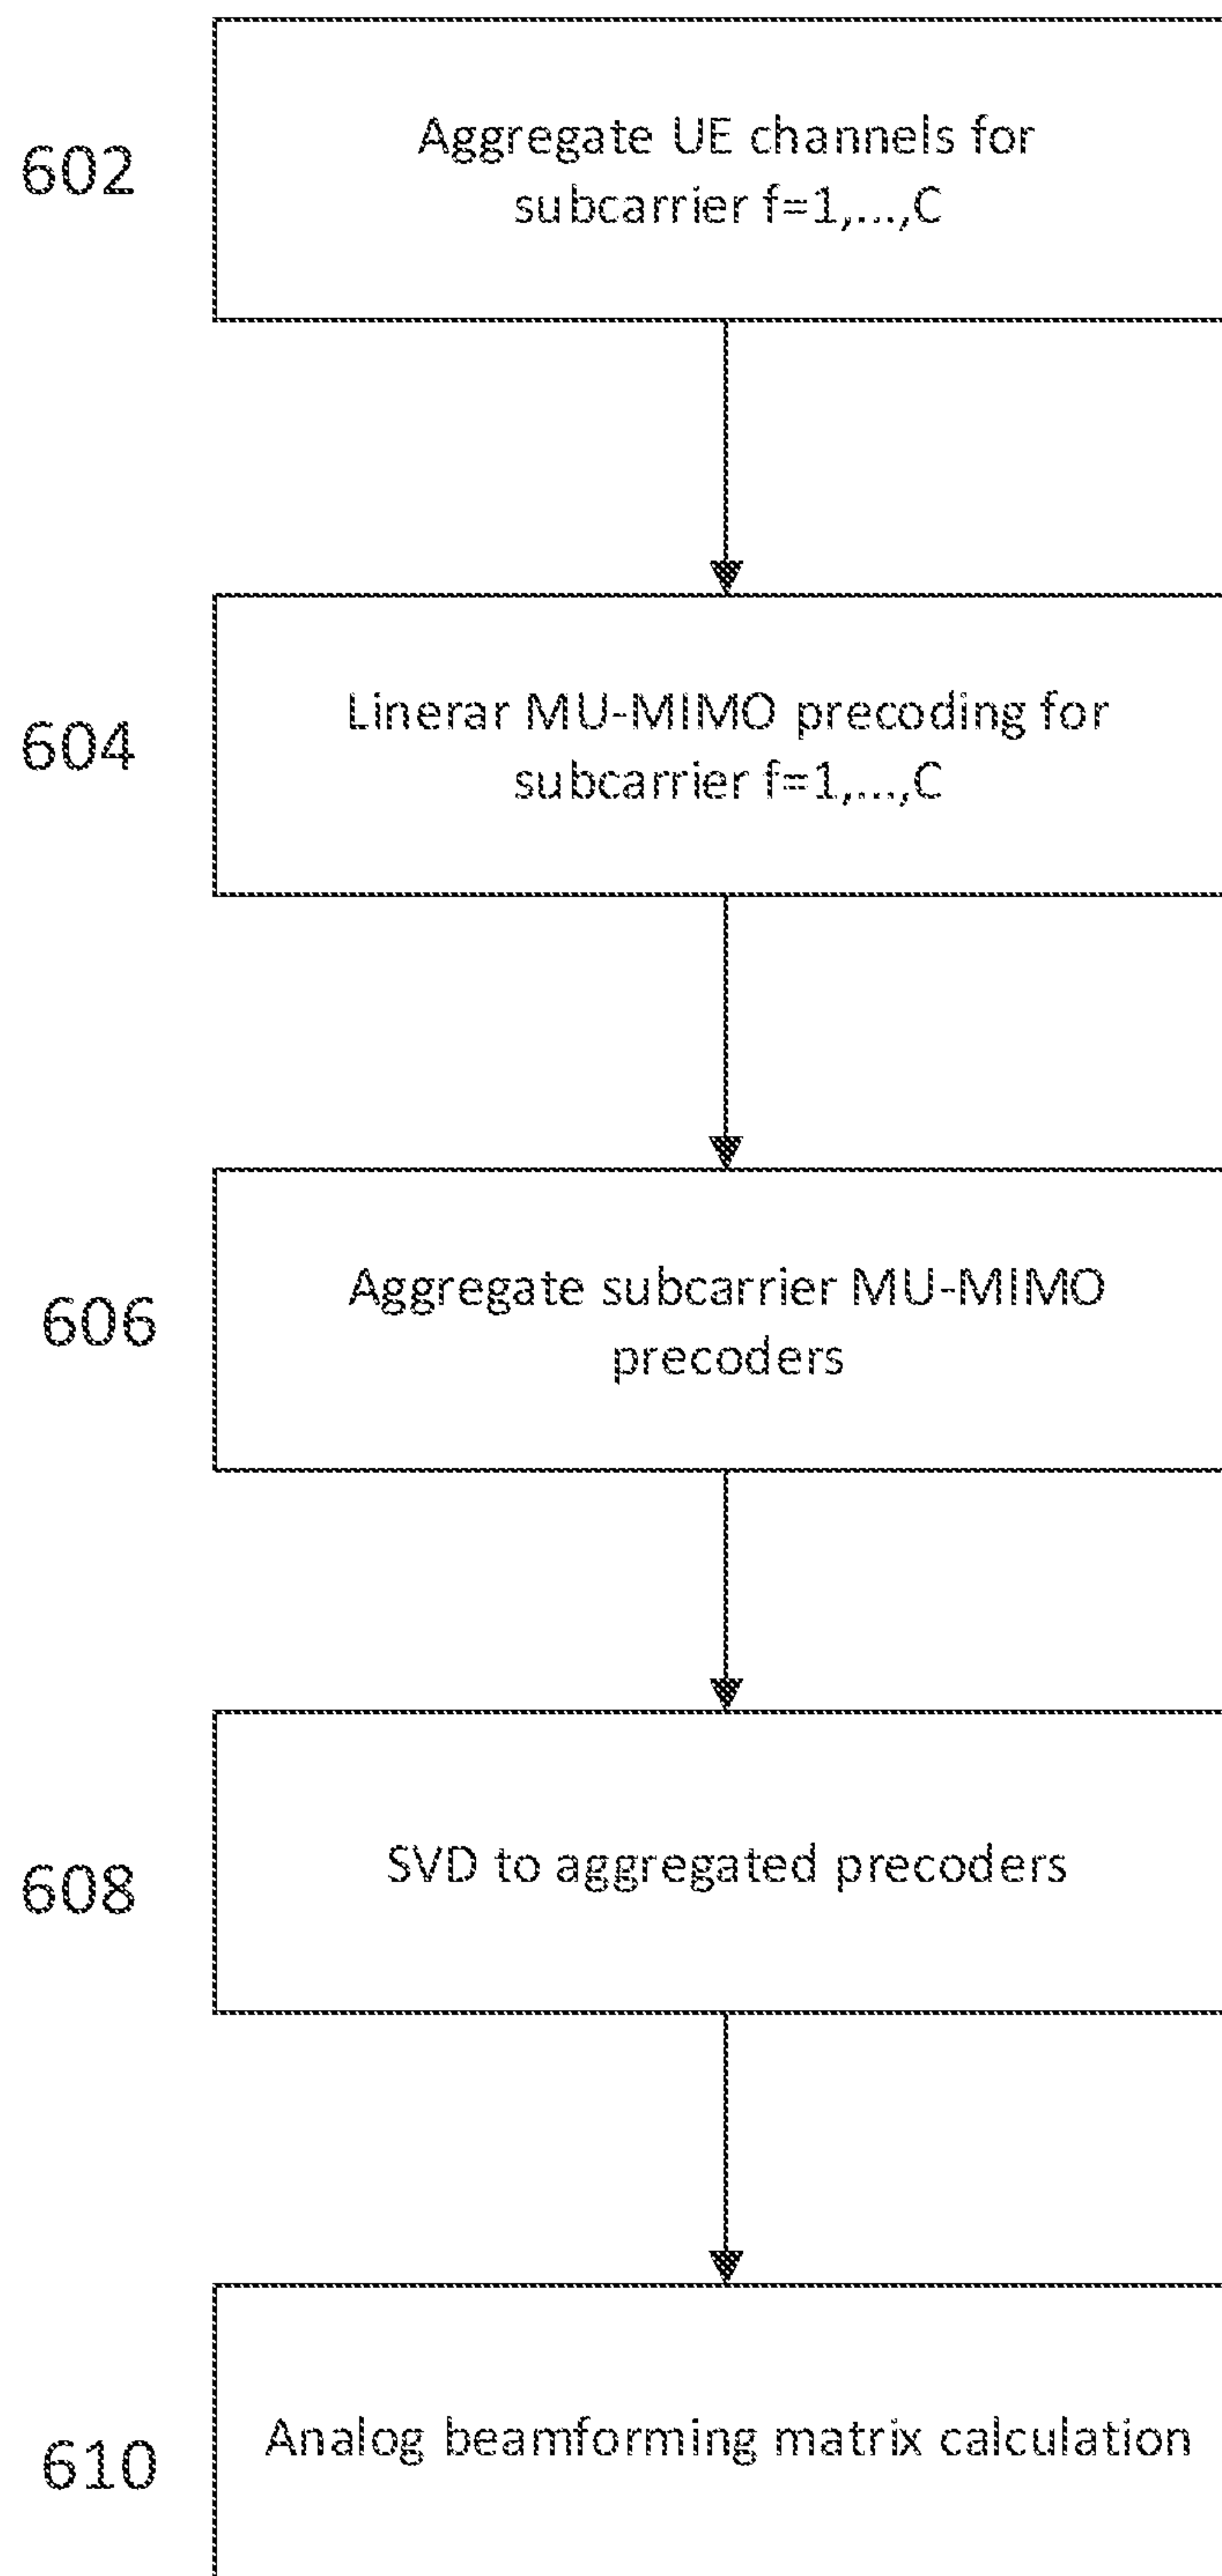 602
Aggregate UE channels for
subcarrier f=1,...,C
604
Linerar MU-MIMO precoding for
subcarrier f=1,...,C
606
Aggregate subcarrier MU-MIMO
precoders
608
SVD to aggregated precoders
610
Analog beamforming matrix calculation